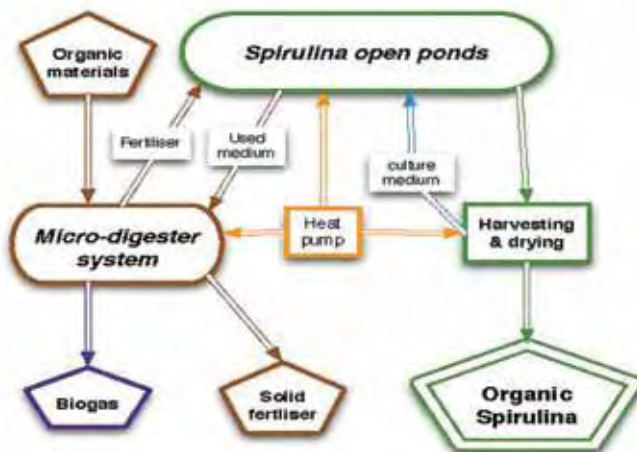 Organic
materials
Spirulina open ponds
Fertiliser
Used
medium
culture
medium
Micro-digester
system
Heat
pump
Harvesting
& drying
Biogas
Solid
fertliser
Organic
Spirulina